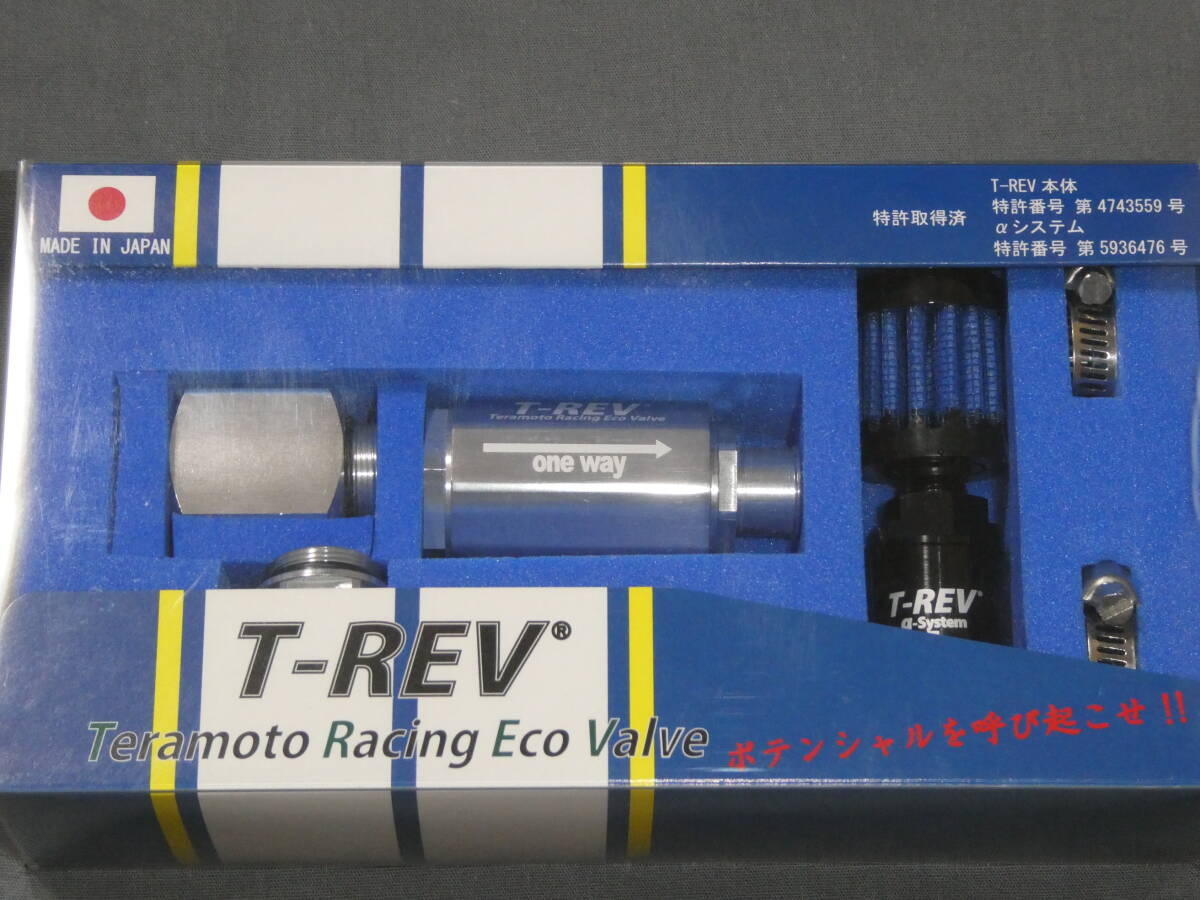 MADE IN JAPAN
特許取得済
T-REV 本体
特許番号 第 4743559 号
αシステム
特許番号 第 5936476 号
T-REV
Teramoto Racing Eco Valve
one way
T-REV®
α-System
T-REV®
Teramoto Racing Eco Valve
ポテンシャルを呼び起こせ!!